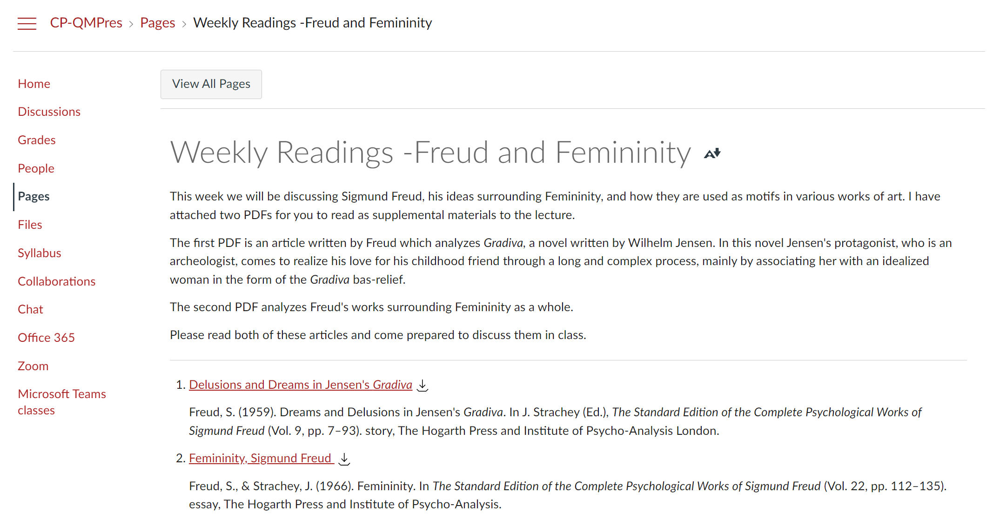 CP-QMPres > Pages > Weekly Readings -Freud and Femininity
Home
Discussions
Grades
People
Pages
Files
Syllabus
Collaborations
Chat
Office 365
Zoom
Microsoft Teams
classes
View All Pages
Weekly Readings -Freud and Femininity
This week we will be discussing Sigmund Freud, his ideas surrounding Femininity, and how they are used as motifs in various works of art. I have
attached two PDFs for you to read as supplemental materials to the lecture.
The first PDF is an article written by Freud which analyzes Gradiva, a novel written by Wilhelm Jensen. In this novel Jensen's protagonist, who is an
archeologist, comes to realize his love for his childhood friend through a long and complex process, mainly by associating her with an idealized
woman in the form of the Gradiva bas-relief.
The second PDF analyzes Freud's works surrounding Femininity as a whole.
Please read both of these articles and come prepared to discuss them in class.
1. Delusions and Dreams in Jensen's Gradiva
Freud, S. (1959). Dreams and Delusions in Jensen's Gradiva. In J. Strachey (Ed.), The Standard Edition of the Complete Psychological Works of
Sigmund Freud (Vol. 9, pp. 7–93). story, The Hogarth Press and Institute of Psycho-Analysis London.
2. Femininity, Sigmund Freud
Freud, S., & Strachey, J. (1966). Femininity. In The Standard Edition of the Complete Psychological Works of Sigmund Freud (Vol. 22, pp. 112–135).
essay, The Hogarth Press and Institute of Psycho-Analysis.